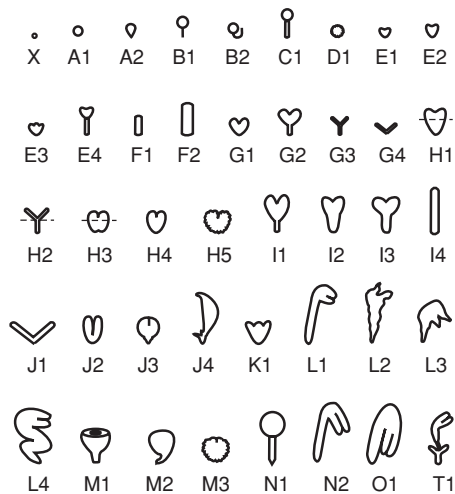 X A1 A2 B1 B2 C1 D1 E1 E2
E3 E4 F1 F2 G1 G2 G3 G4 H1
H2 H3 H4 H5 I1 I2 I3 I4
J1 J2 J3 J4 K1 L1 L2 L3
L4 M1 M2 M3 N1 N2 O1 T1